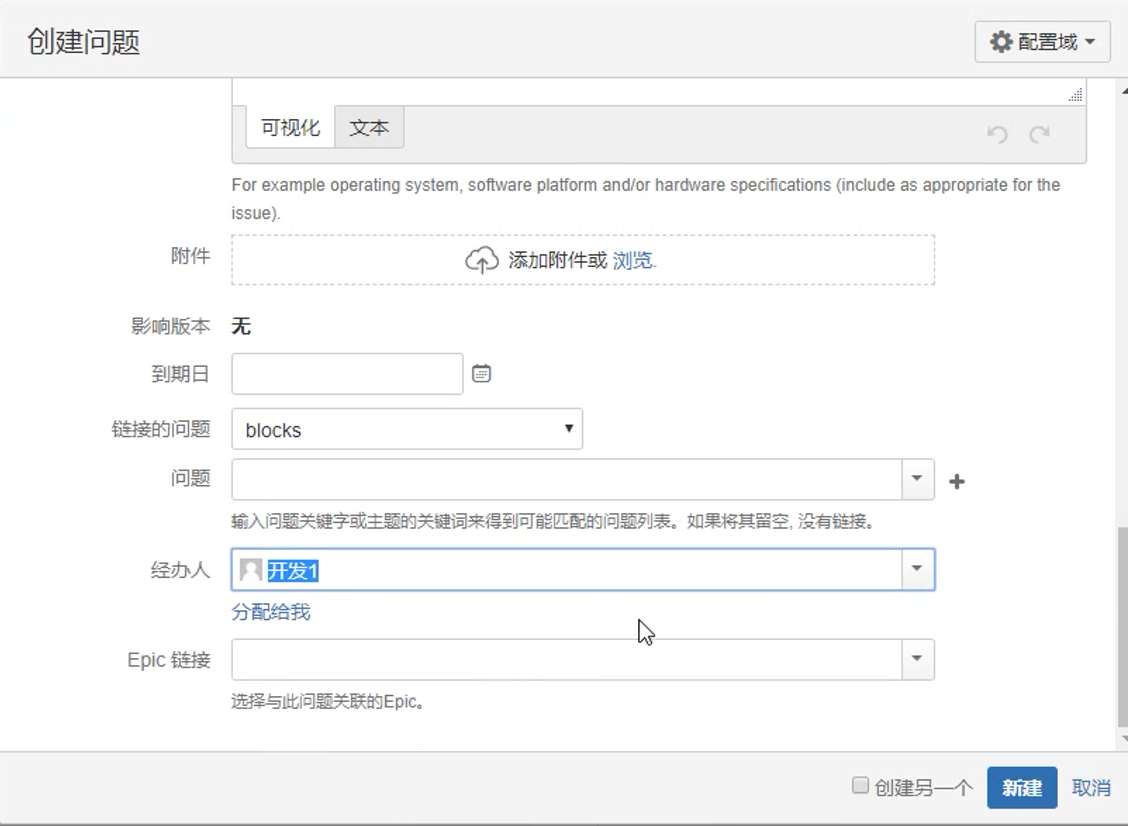 创建问题
配置域
可视化 文本
For example operating system, software platform and/or hardware specifications (include as appropriate for the
issue).
附件 添加附件或 浏览.
影响版本 无
到期日
链接的问题 blocks
问题
输入问题关键字或主题的关键词来得到可能匹配的问题列表。如果将其留空, 没有链接。
经办人 开发1
分配给我
Epic 链接
选择与此问题关联的Epic。
创建另一个 新建 取消